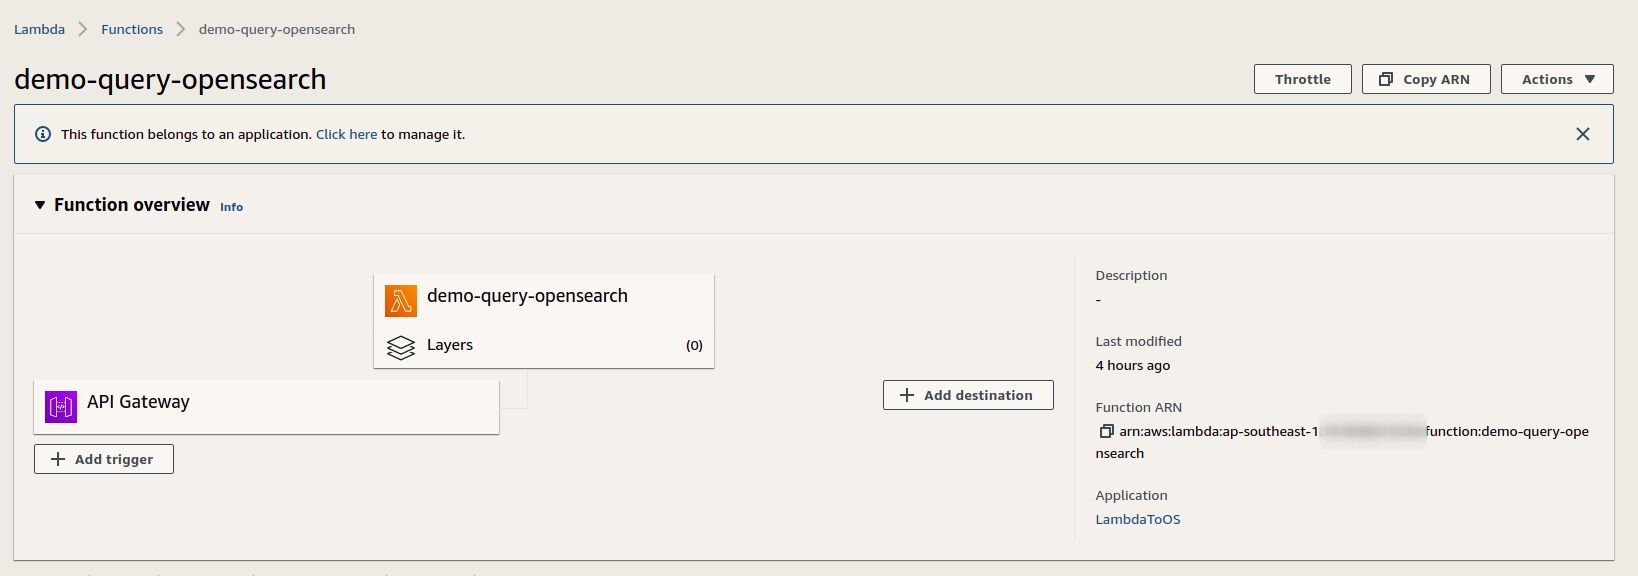 Lambda > Functions > demo-query-opensearch
demo-query-opensearch
Throttle
Copy ARN
Actions
This function belongs to an application. Click here to manage it.
Function overview Info
demo-query-opensearch
Layers (0)
API Gateway
Add trigger
Add destination
Description
-
Last modified
4 hours ago
Function ARN
arn:aws:lambda:ap-southeast-1 function:demo-query-ope
nsearch
Application
LambdaToOS